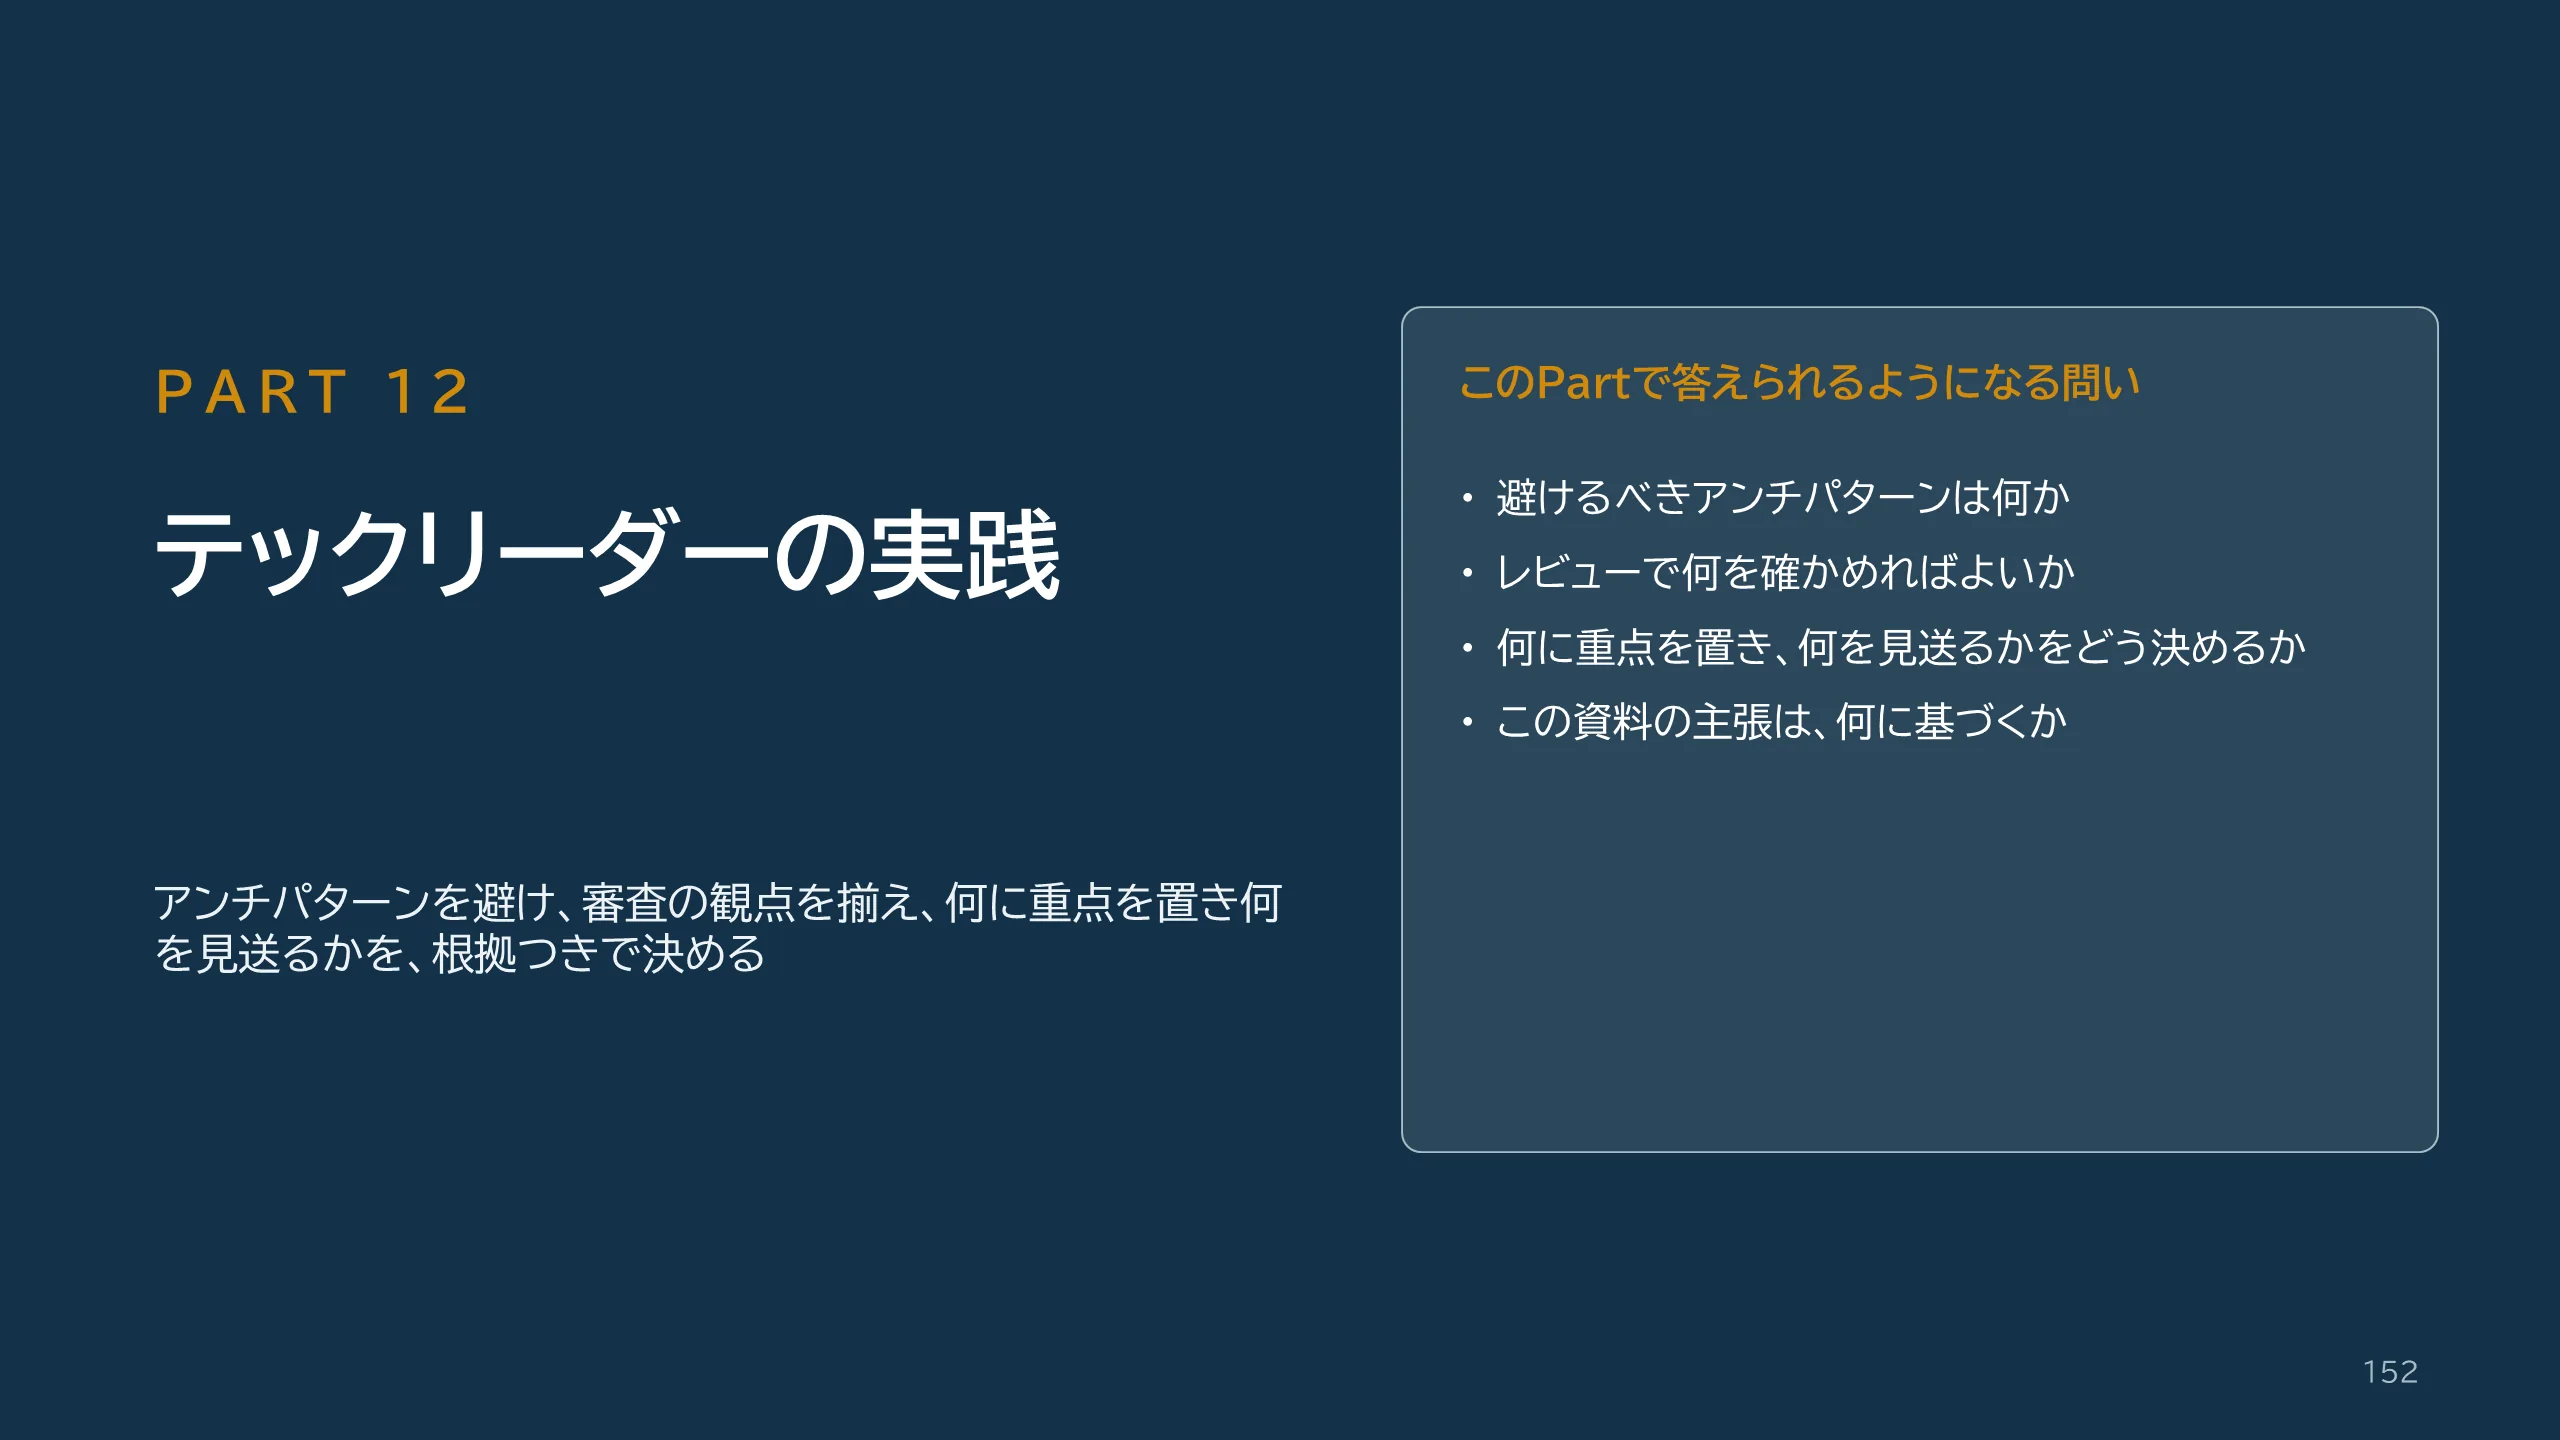 PART 12
テックリーダーの実践
アンチパターンを避け、審査の観点を揃え、何に重点を置き何
を見送るかを、根拠つきで決める
このPartで答えられるようになる問い
• 避けるべきアンチパターンは何か
• レビューで何を確かめればよいか
• 何に重点を置き、何を見送るかをどう決めるか
• この資料の主張は、何に基づくか
152